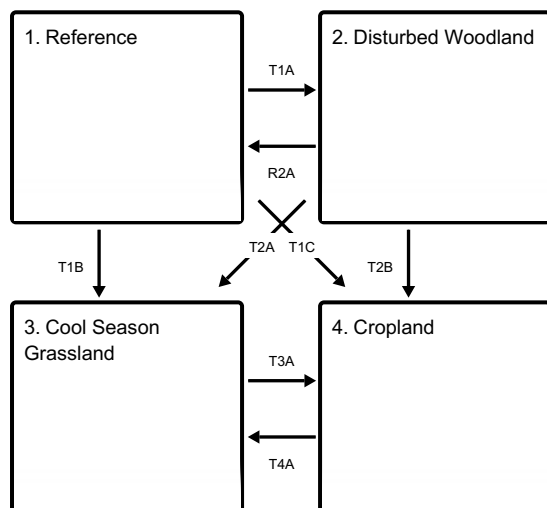 1. Reference
2. Disturbed Woodland
T1A
R2A
T1B
T2A
T1C
T2B
3. Cool Season
Grassland
4. Cropland
T3A
T4A